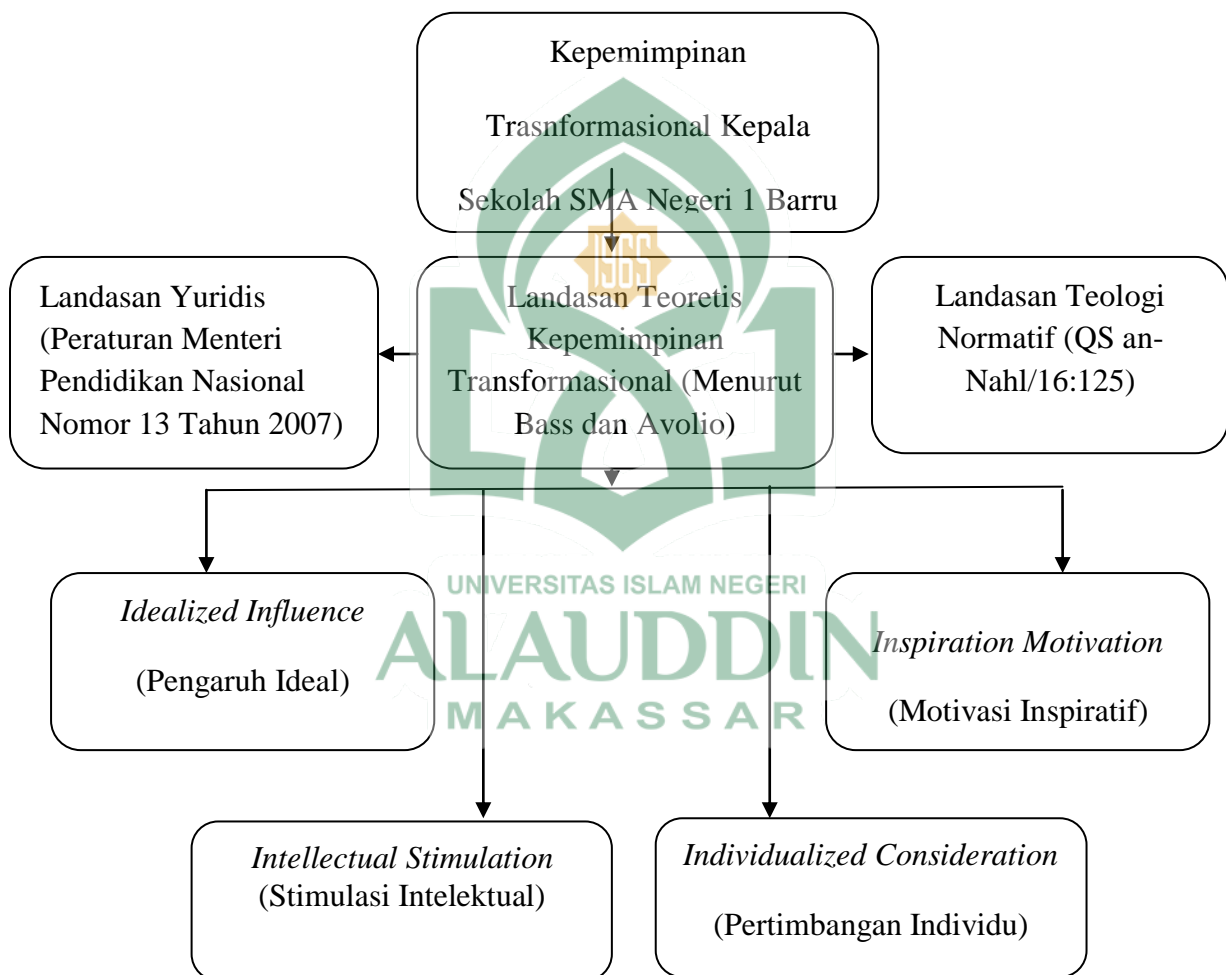 Kepemimpinan
Trasnformasional Kepala
Sekolah SMA Negeri 1 Barru
1965
Landasan Yuridis
(Peraturan Menteri
Pendidikan Nasional
Nomor 13 Tahun 2007)
Landasan Teoretis
Kepemimpinan
Transformasional (Menurut
Bass dan Avolio)
Landasan Teologi
Normatif (QS an-
Nahl/16:125)
UNIVERSITAS ISLAM NEGERI
ALAUDDIN
MAKASSAR
Idealized Influence
(Pengaruh Ideal)
Inspiration Motivation
(Motivasi Inspiratif)
Intellectual Stimulation
(Stimulasi Intelektual)
Individualized Consideration
(Pertimbangan Individu)